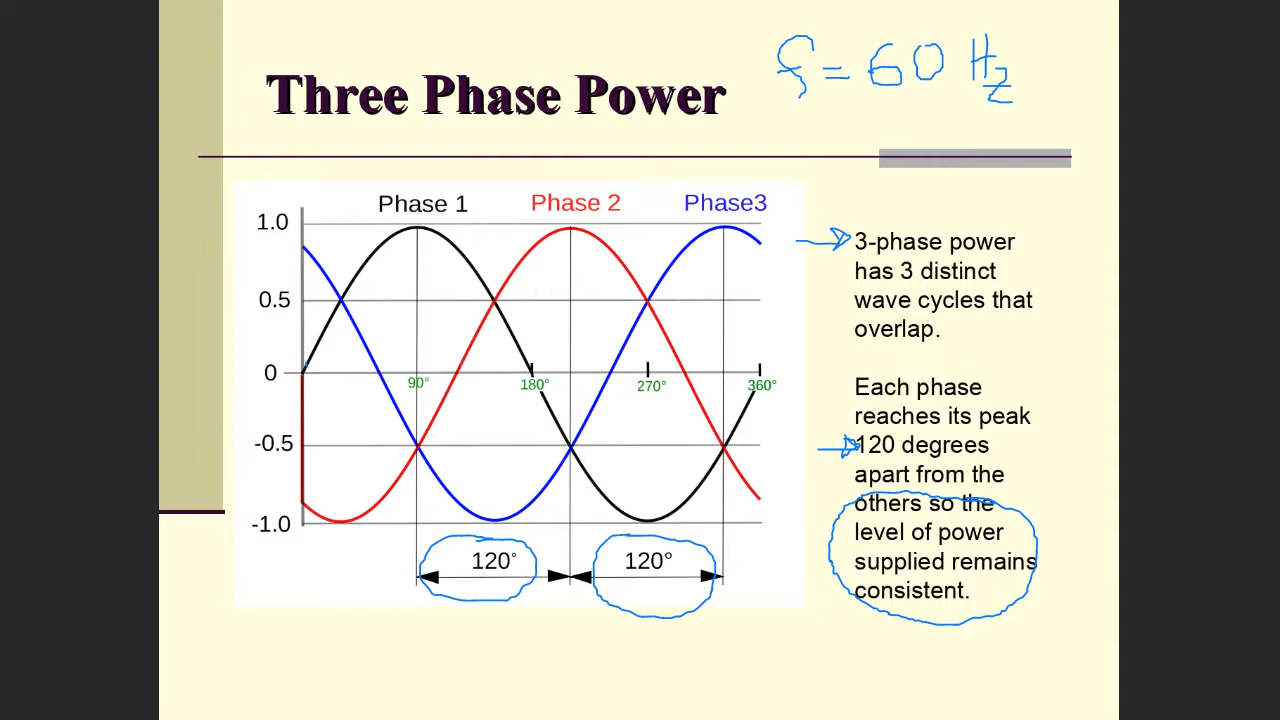 f = 60 Hz
Three Phase Power
Phase 1 Phase 2 Phase3
1.0
0.5
0
90° 180° 270° 360°
-0.5
-1.0
120° 120°
3-phase power
has 3 distinct
wave cycles that
overlap.
Each phase
reaches its peak
120 degrees
apart from the
others so the
level of power
supplied remains
consistent.